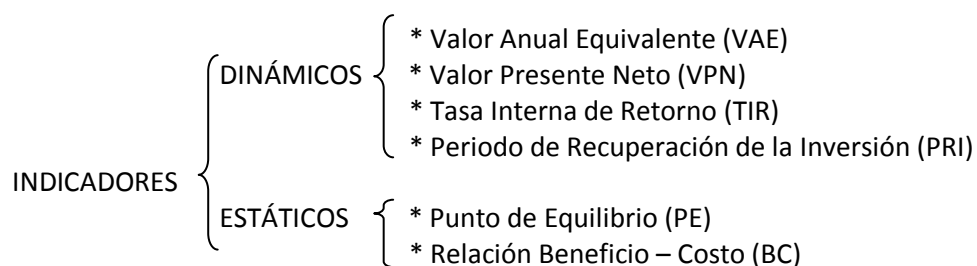 INDICADORES
DINÁMICOS
* Valor Anual Equivalente (VAE)
* Valor Presente Neto (VPN)
* Tasa Interna de Retorno (TIR)
* Periodo de Recuperación de la Inversión (PRI)
ESTÁTICOS
* Punto de Equilibrio (PE)
* Relación Beneficio – Costo (BC)